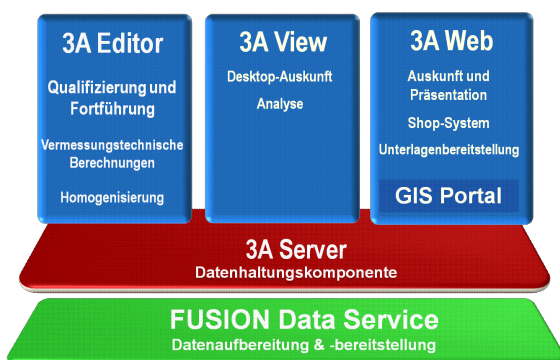 3A Editor
Qualifizierung und
Fortführung
Vermessungstechnische
Berechnungen
Homogenisierung
3A View
Desktop-Auskunft
Analyse
3A Web
Auskunft und
Präsentation
Shop-System
Unterlagenbereitstellung
GIS Portal
3A Server
Datenhaltungskomponente
FUSION Data Service
Datenaufbereitung & -bereitstellung